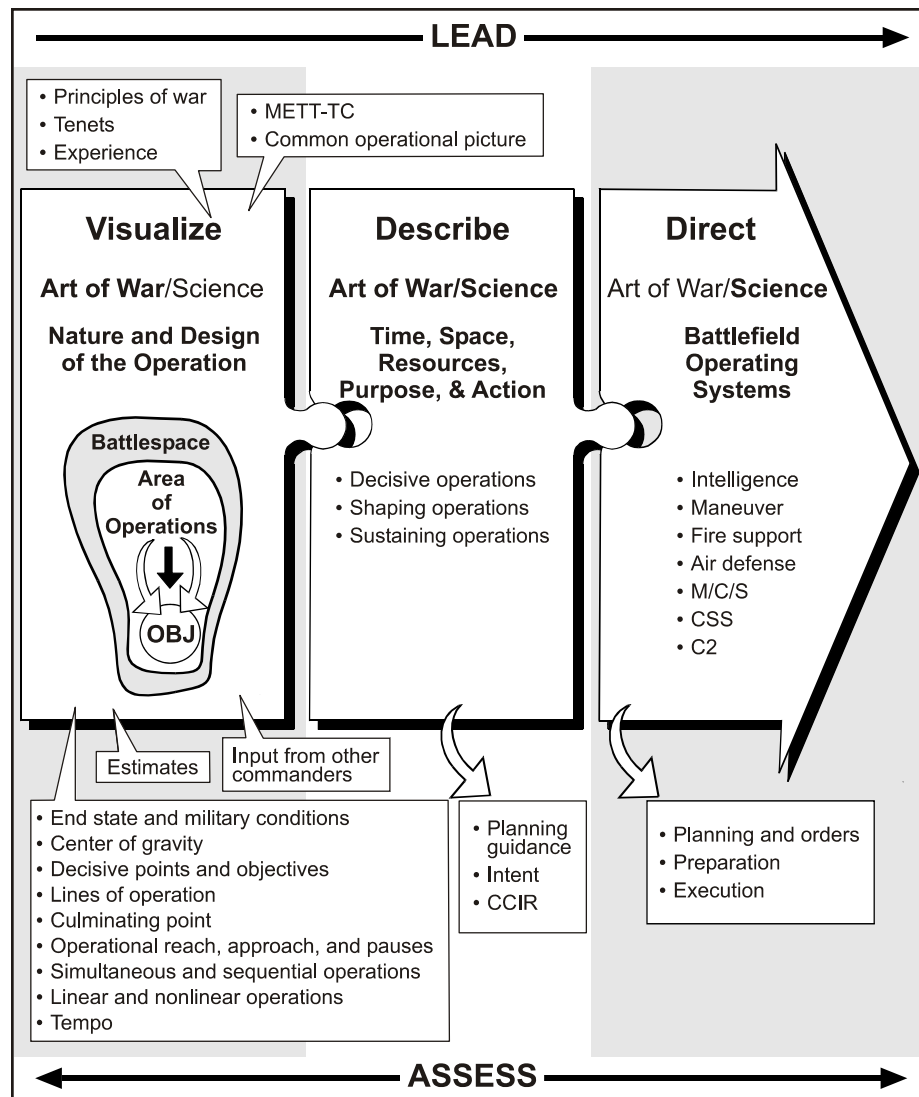 LEAD
• Principles of war
• Tenets
• Experience
• METT-TC
• Common operational picture
Visualize
Art of War/Science
Nature and Design
of the Operation
Battlespace
Area
of
Operations
OBJ
Estimates
Input from other
commanders
• End state and military conditions
• Center of gravity
• Decisive points and objectives
• Lines of operation
• Culminating point
• Operational reach, approach, and pauses
• Simultaneous and sequential operations
• Linear and nonlinear operations
• Tempo
Describe
Art of War/Science
Time, Space,
Resources,
Purpose, & Action
• Decisive operations
• Shaping operations
• Sustaining operations
• Planning
guidance
• Intent
• CCIR
Direct
Art of War/Science
Battlefield
Operating
Systems
• Intelligence
• Maneuver
• Fire support
• Air defense
• M/C/S
• CSS
• C2
• Planning and orders
• Preparation
• Execution
ASSESS